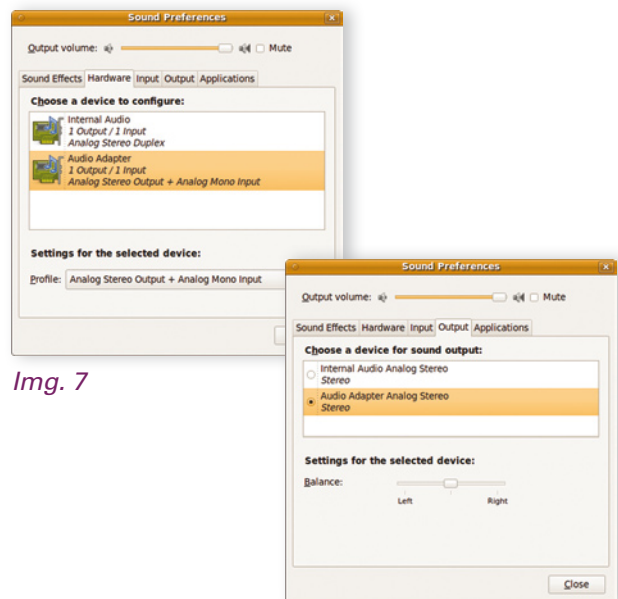 Sound Preferences
Output volume: Mute
Sound Effects Hardware Input Output Applications
Choose a device to configure:
Internal Audio
1 Output / 1 Input
Analog Stereo Duplex
Audio Adapter
1 Output / 1 Input
Analog Stereo Output + Analog Mono Input
Settings for the selected device:
Profile: Analog Stereo Output + Analog Mono Input
Img. 7
Sound Preferences
Output volume: Mute
Sound Effects Hardware Input Output Applications
Choose a device for sound output:
Internal Audio Analog Stereo
Stereo
Audio Adapter Analog Stereo
Stereo
Settings for the selected device:
Balance:
Left Right
Close